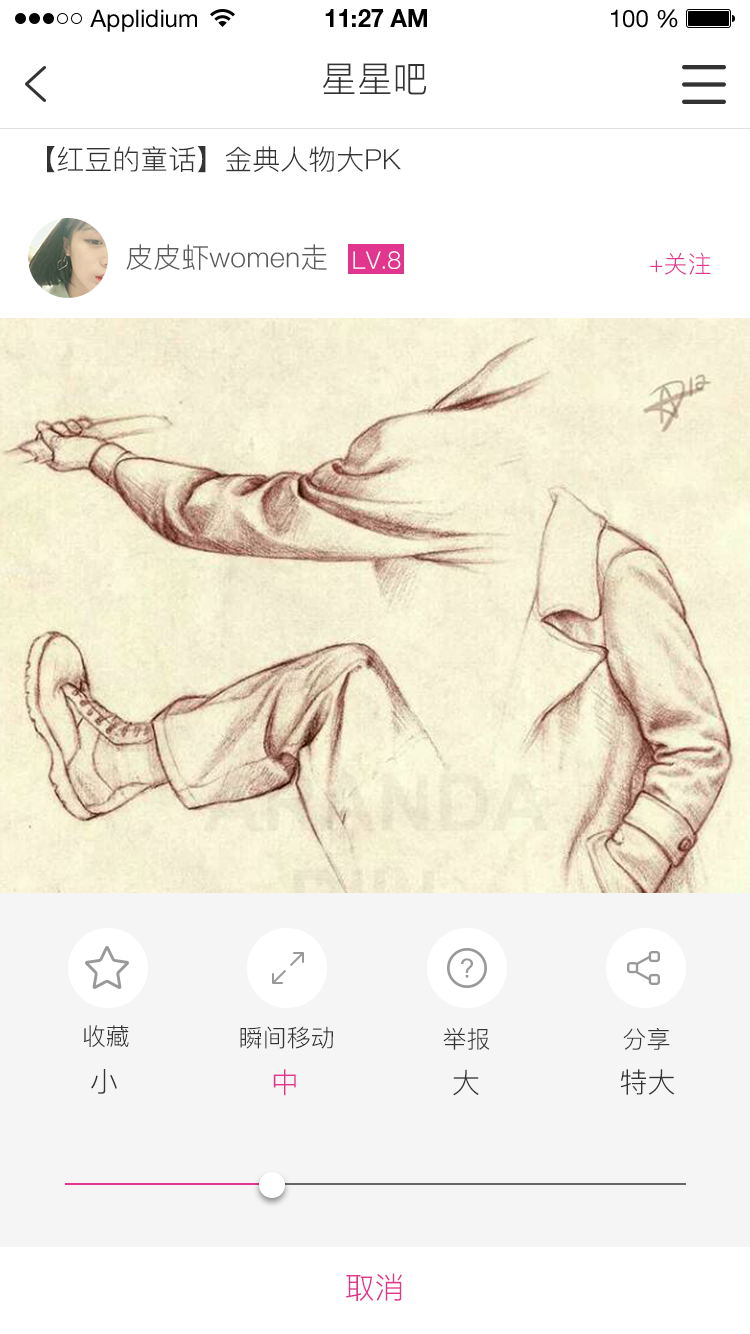 Applidium 11:27 AM 100 %
星星吧
【红豆的童话】金典人物大PK
皮皮虾women走 LV.8 +关注
12
AMANDA
收藏 瞬间移动 举报 分享
小 中 大 特大
取消